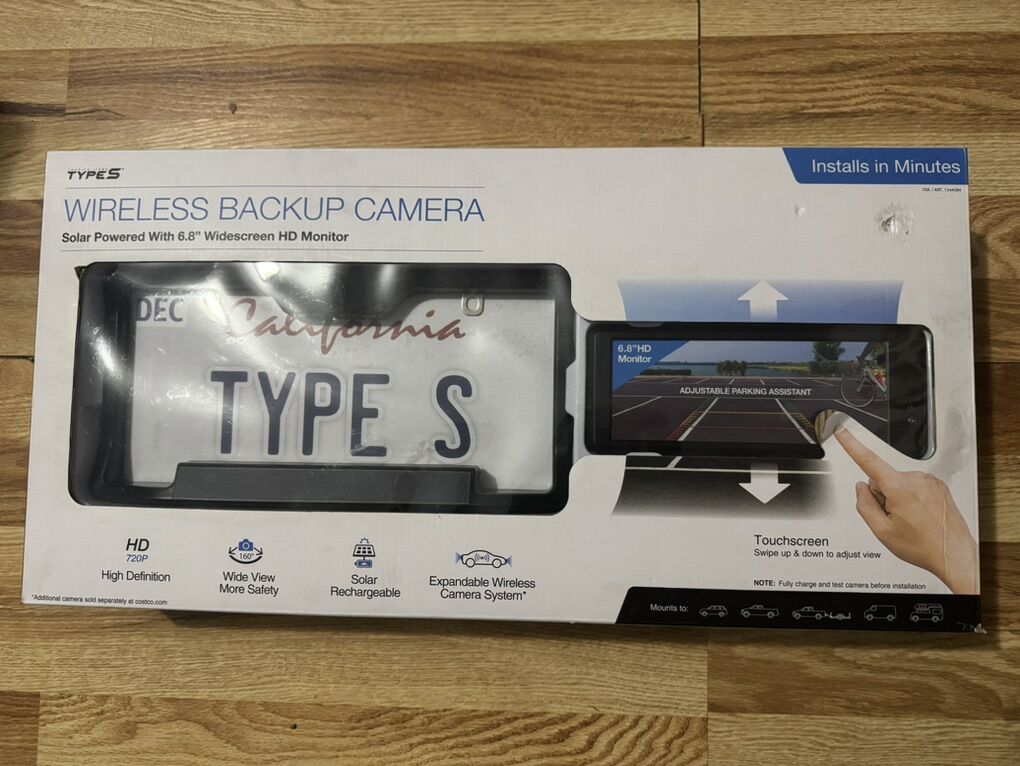 TYPE S
Installs in Minutes
ITM. / ART. 1344584
WIRELESS BACKUP CAMERA
Solar Powered With 6.8" Widescreen HD Monitor
DEC
California
TYPE S
6.8"HD
Monitor
ADJUSTABLE PARKING ASSISTANT
Touchscreen
Swipe up & down to adjust view
HD
720P
High Definition
160°
Wide View
More Safety
Solar
Rechargeable
Expandable Wireless
Camera System*
NOTE: Fully charge and test camera before installation
*Additional camera sold separately at costco.com
Mounts to: